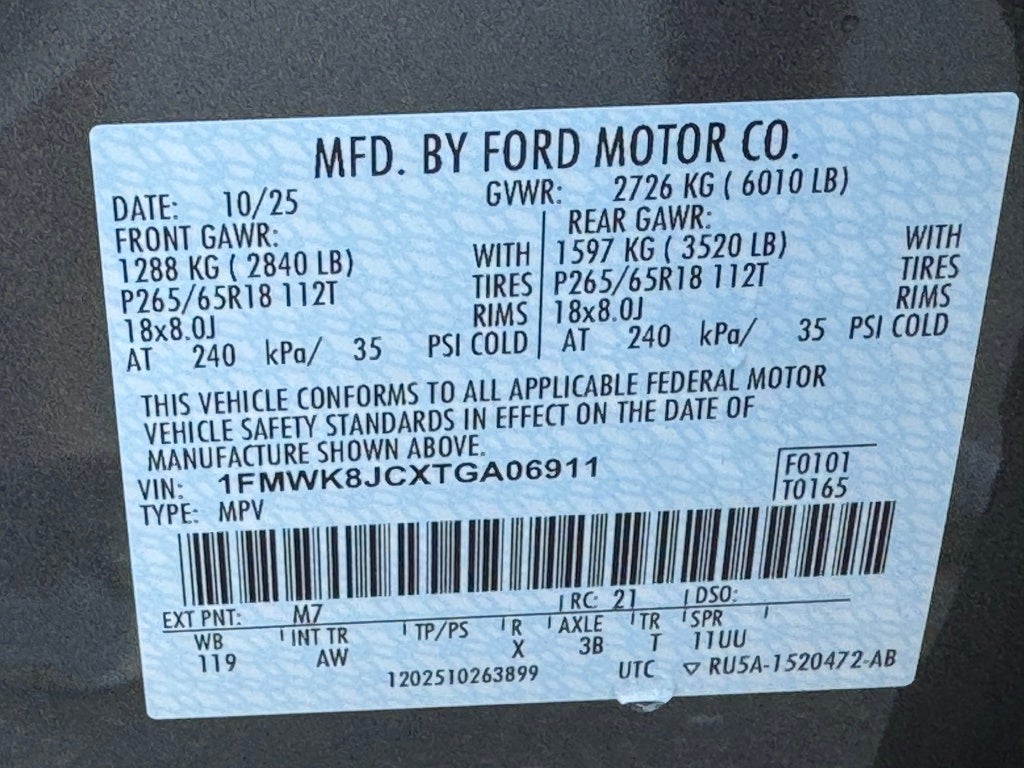 MFD. BY FORD MOTOR CO.
DATE: 10/25 GVWR: 2726 KG ( 6010 LB)
FRONT GAWR: REAR GAWR:
1288 KG ( 2840 LB) WITH 1597 KG ( 3520 LB) WITH
P265/65R18 112T TIRES P265/65R18 112T TIRES
18x8.0J RIMS 18x8.0J RIMS
AT 240 kPa/ 35 PSI COLD AT 240 kPa/ 35 PSI COLD
THIS VEHICLE CONFORMS TO ALL APPLICABLE FEDERAL MOTOR
VEHICLE SAFETY STANDARDS IN EFFECT ON THE DATE OF
MANUFACTURE SHOWN ABOVE.
VIN: 1FMWK8JCXTGA06911 F0101
TYPE: MPV T0165
EXT PNT: M7 RC: 21 DSO:
WB INT TR TP/PS R AXLE TR SPR
119 AW X 3B T 11UU
1202510263899 UTC ▽ RU5A-1520472-AB